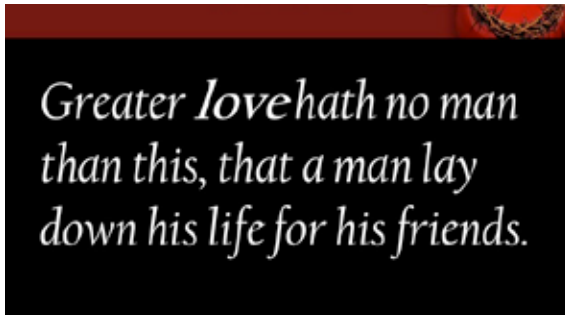 Greater love hath no man
than this, that a man lay
down his life for his friends.